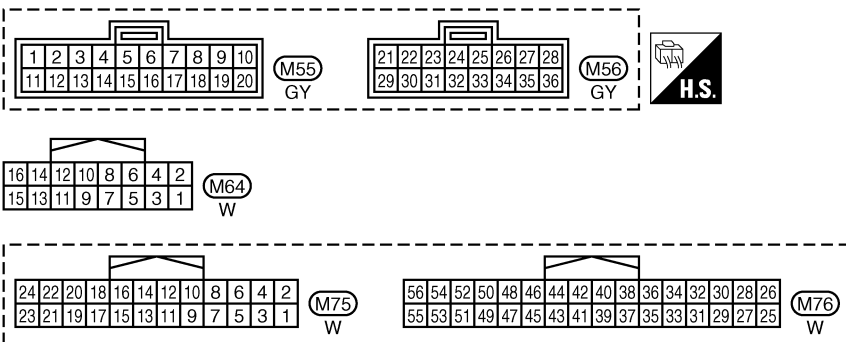 1 2 3 4 5 6 7 8 9 10
11 12 13 14 15 16 17 18 19 20
M55
GY
21 22 23 24 25 26 27 28
29 30 31 32 33 34 35 36
M56
GY
H.S.
16 14 12 10 8 6 4 2
15 13 11 9 7 5 3 1
M64
W
24 22 20 18 16 14 12 10 8 6 4 2
23 21 19 17 15 13 11 9 7 5 3 1
M75
W
56 54 52 50 48 46 44 42 40 38 36 34 32 30 28 26
55 53 51 49 47 45 43 41 39 37 35 33 31 29 27 25
M76
W